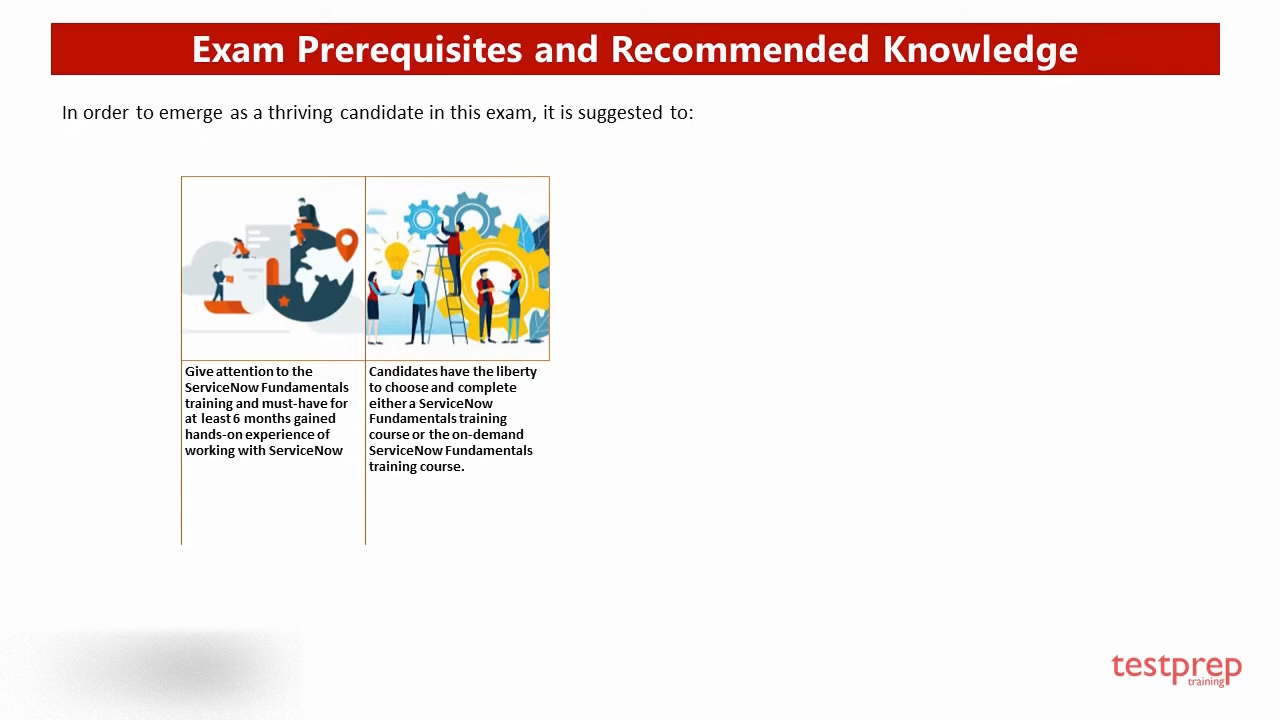 Exam Prerequisites and Recommended Knowledge
In order to emerge as a thriving candidate in this exam, it is suggested to:
Give attention to the
ServiceNow Fundamentals
training and must-have for
at least 6 months gained
hands-on experience of
working with ServiceNow
Candidates have the liberty
to choose and complete
either a ServiceNow
Fundamentals training
course or the on-demand
ServiceNow Fundamentals
training course.
testprep
training